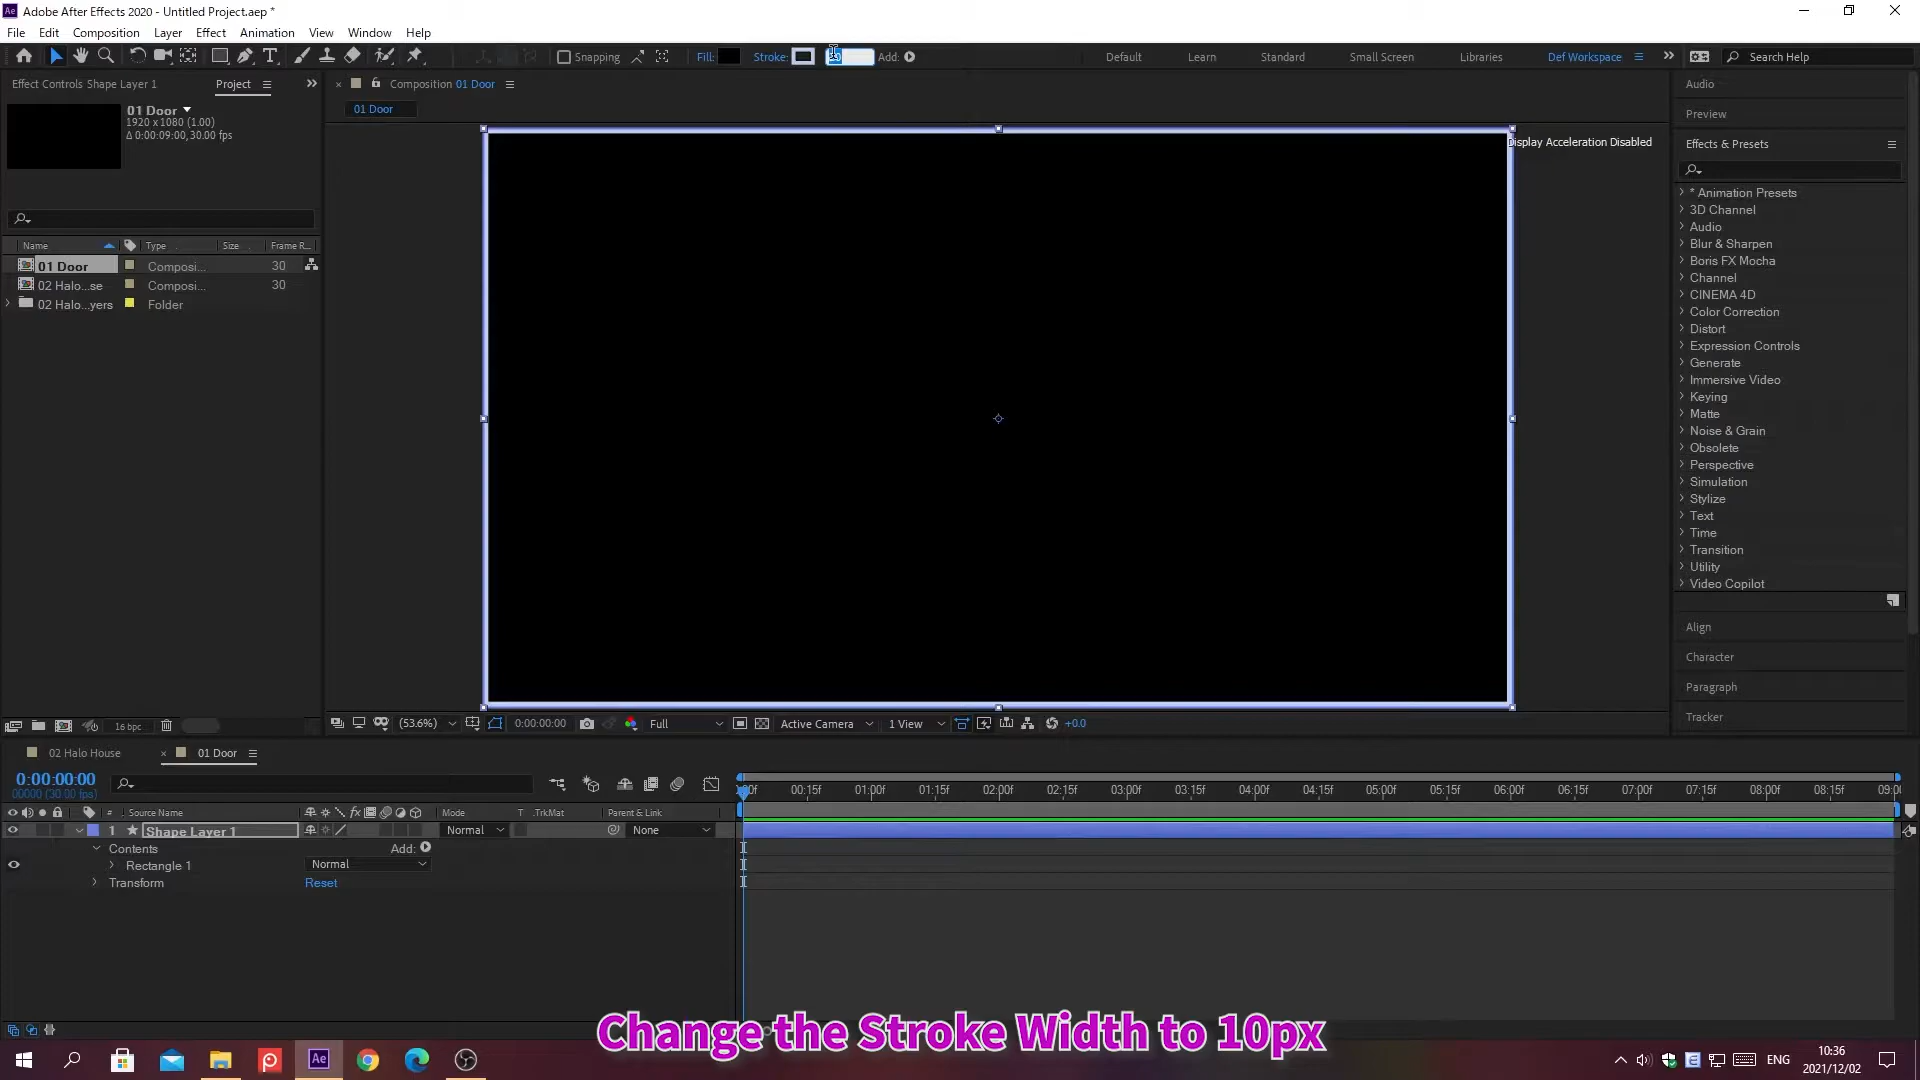 Adobe After Effects 2020 - Untitled Project.aep *
File Edit Composition Layer Effect Animation View Window Help
Snapping Fill: Stroke: Add: Default Learn Standard Small Screen Libraries Def Workspace Search Help
Effect Controls Shape Layer 1 Project
Composition 01 Door
01 Door
01 Door
1920 x 1080 (1.00)
Δ 0:00:09:00, 30.00 fps
Display Acceleration Disabled
Name Type Size Frame R...
01 Door Composi... 30
02 Halo...se Composi... 30
02 Halo...yers Folder
16 bpc
(53.6%) 0:00:00:00 Full Active Camera 1 View +0.0
Audio
Preview
Effects & Presets
* Animation Presets
3D Channel
Audio
Blur & Sharpen
Boris FX Mocha
Channel
CINEMA 4D
Color Correction
Distort
Expression Controls
Generate
Immersive Video
Keying
Matte
Noise & Grain
Obsolete
Perspective
Simulation
Stylize
Text
Time
Transition
Utility
Video Copilot
Align
Character
Paragraph
Tracker
02 Halo House 01 Door
0:00:00:00
00000 (30.00 fps)
:00f 00:15f 01:00f 01:15f 02:00f 02:15f 03:00f 03:15f 04:00f 04:15f 05:00f 05:15f 06:00f 06:15f 07:00f 07:15f 08:00f 08:15f 09:00
# Source Name Mode T .TrkMat Parent & Link
1 Shape Layer 1 Normal None
Contents Add:
Rectangle 1 Normal
Transform Reset
Change the Stroke Width to 10px
ENG
10:36
2021/12/02